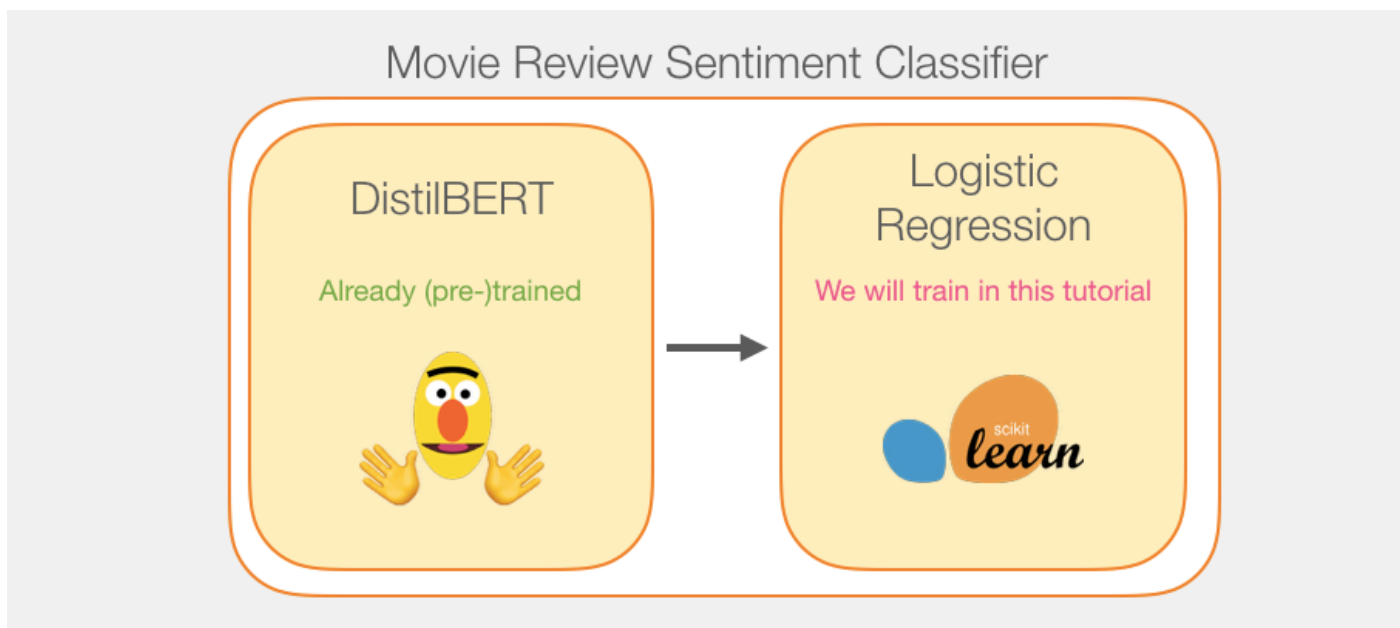 Movie Review Sentiment Classifier
DistilBERT
Already (pre-)trained
Logistic
Regression
We will train in this tutorial
scikit
learn